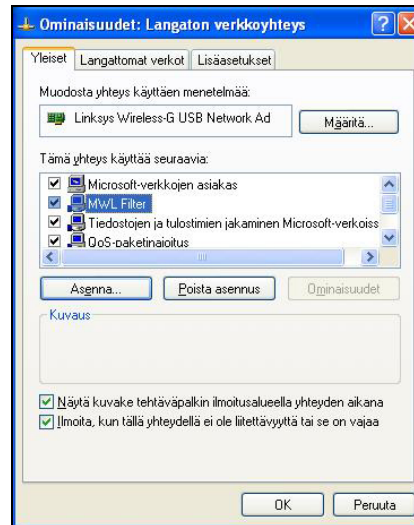 Ominaisuudet: Langaton verkkoyhteys
Yleiset Langattomat verkot Lisäasetukset
Muodosta yhteys käyttäen menetelmää:
Linksys Wireless-G USB Network Ad
Määritä...
Tämä yhteys käyttää seuraavia:
Microsoft-verkkojen asiakas
MWL Filter
Tiedostojen ja tulostimien jakaminen Microsoft-verkoiss
QoS-paketinajoitus
Asenna... Poista asennus Ominaisuudet
Kuvaus
Näytä kuvake tehtäväpalkin ilmoitusalueella yhteyden aikana
Ilmoita, kun tällä yhteydellä ei ole liitettävyyttä tai se on vajaa
OK Peruuta